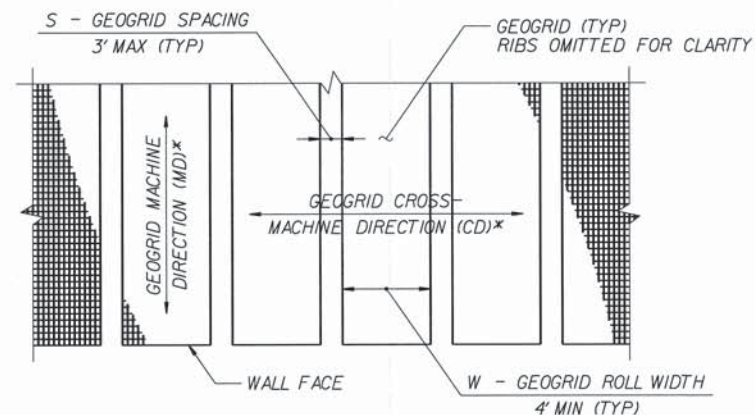 S - GEOGRID SPACING
3' MAX (TYP)
GEOGRID (TYP)
RIBS OMITTED FOR CLARITY
GEOGRID MACHINE
DIRECTION (MD)*
GEOGRID CROSS-
MACHINE DIRECTION (CD)*
WALL FACE
W - GEOGRID ROLL WIDTH
4' MIN (TYP)